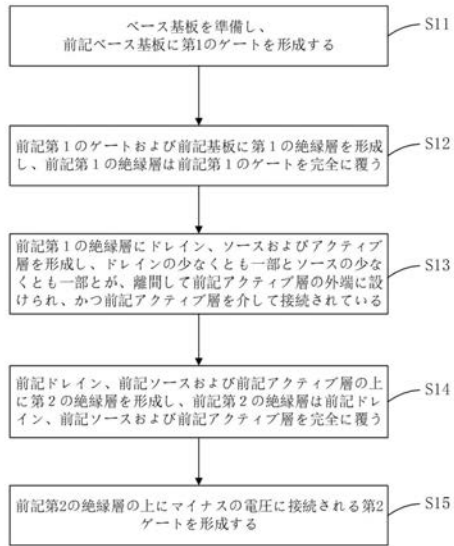 ベース基板を準備し、
前記ベース基板に第1のゲートを形成する
S11
前記第１のゲートおよび前記基板に第１の絶縁層を形成
し、前記第１の絶縁層は前記第１のゲートを完全に覆う
S12
前記第１の絶縁層にドレイン、ソースおよびアクティブ
層を形成し、ドレインの少なくとも一部とソースの少な
くとも一部とが、離間して前記アクティブ層の外端に設
けられ、かつ前記アクティブ層を介して接続されている
S13
前記ドレイン、前記ソースおよび前記アクティブ層の上
に第２の絶縁層を形成し、前記第２の絶縁層は前記ドレ
イン、前記ソースおよび前記アクティブ層を完全に覆う
S14
前記第2の絶縁層の上にマイナスの電圧に接続される第2
ゲートを形成する
S15